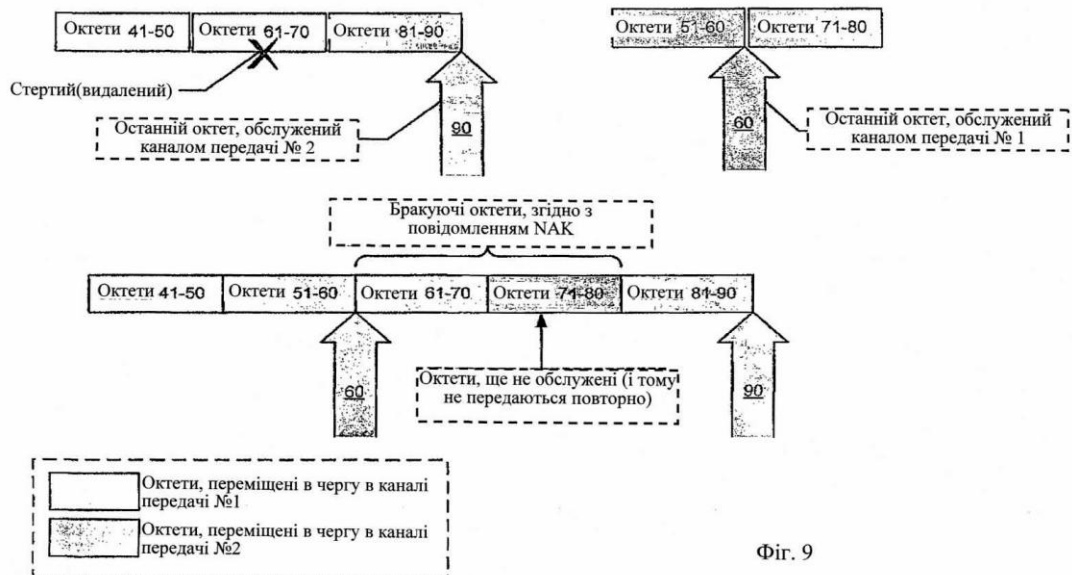 Октети 41-50 Октети 61-70 Октети 81-90 Октети 51-60 Октети 71-80
Стертий(видалений)
Останній октет, обслужений
каналом передачі № 2
90
60
Останній октет, обслужений
каналом передачі № 1
Бракуючі октети, згідно з
повідомленням NAK
Октети 41-50 Октети 51-60 Октети 61-70 Октети 71-80 Октети 81-90
60
Октети, ще не обслужені (і тому
не передаються повторно)
90
Октети, переміщені в чергу в каналі
передачі №1
Октети, переміщені в чергу в каналі
передачі №2
Фіг. 9